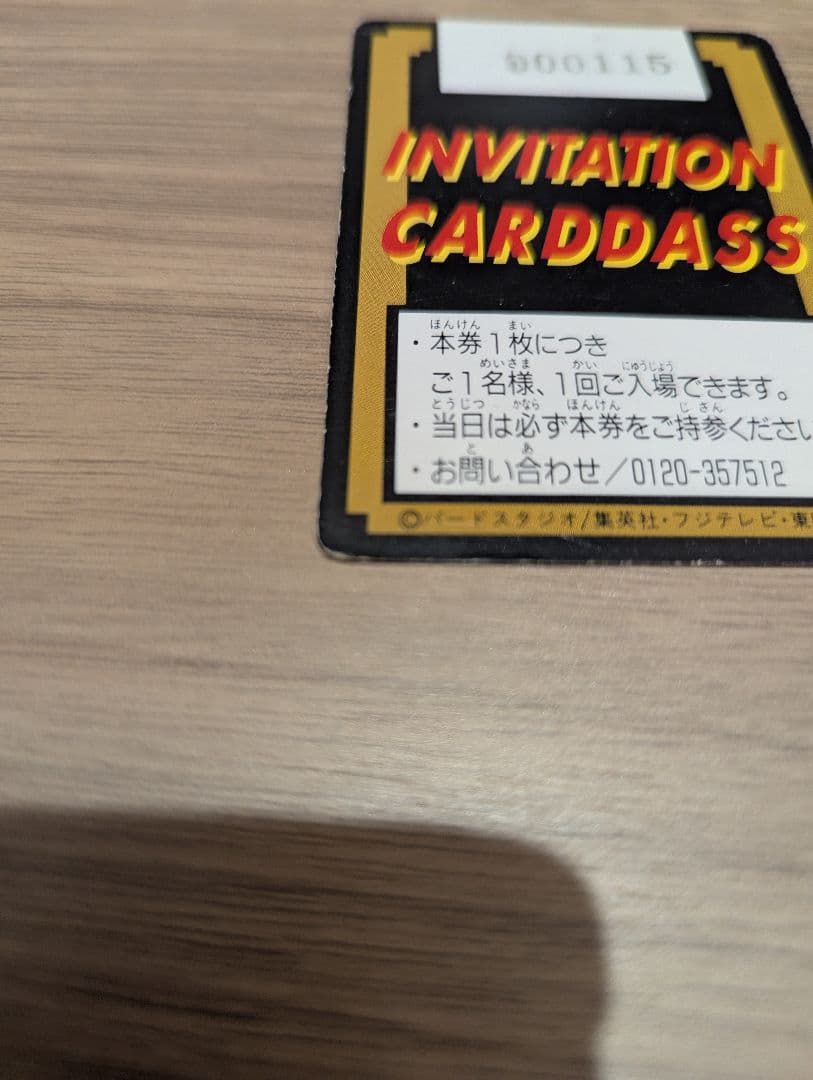 000115
INVITATION
CARDDASS
ほんけん まい
・本券1枚につき
めいさま かい にゅうじょう
ご1名様、1回ご入場できます。
とうじつ かなら ほんけん じさん
・当日は必ず本券をご持参ください
と あ
・お問い合わせ／0120-357512
©バードスタジオ/集英社・フジテレビ・東